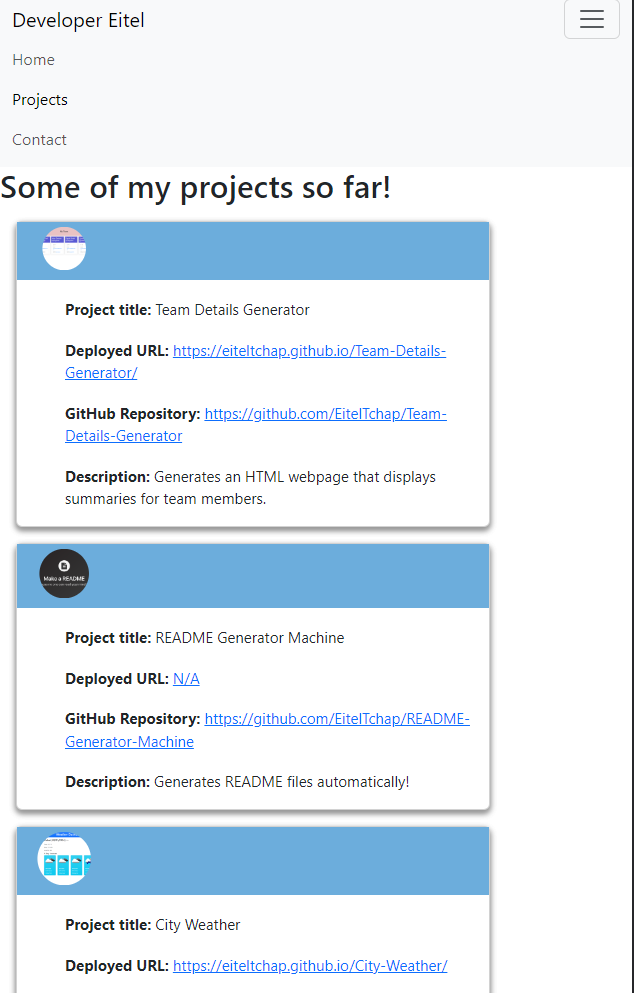 Developer Eitel
Home
Projects
Contact
Some of my projects so far!
Project title: Team Details Generator
Deployed URL: https://eiteltchap.github.io/Team-Details-
Generator/
GitHub Repository: https://github.com/EitelTchap/Team-
Details-Generator
Description: Generates an HTML webpage that displays
summaries for team members.
Make a README
Project title: README Generator Machine
Deployed URL: N/A
GitHub Repository: https://github.com/EitelTchap/README-
Generator-Machine
Description: Generates README files automatically!
Project title: City Weather
Deployed URL: https://eiteltchap.github.io/City-Weather/